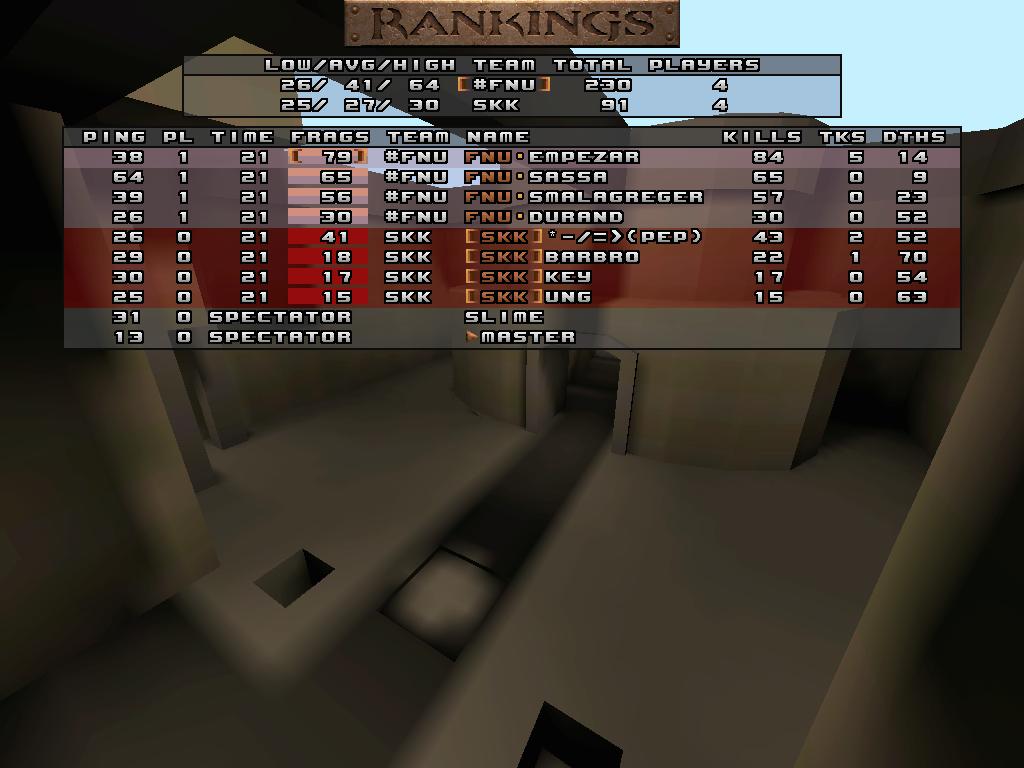 RANKINGS
LOW/AVG/HIGH TEAM TOTAL PLAYERS
26/ 41/ 64 [#FNU] 230 4
25/ 27/ 30 SKK 91 4
PING PL TIME FRAGS TEAM NAME KILLS TKS DTHS
38 1 21 [ 79] #FNU FNU•EMPEZAR 84 5 14
64 1 21 65 #FNU FNU•SASSA 65 0 9
39 1 21 56 #FNU FNU•SMALAGREGER 57 0 23
26 1 21 30 #FNU FNU•DURAND 30 0 52
26 0 21 41 SKK [SKK]*-/=>(PEP) 43 2 52
29 0 21 18 SKK [SKK]BARBRO 22 1 70
30 0 21 17 SKK [SKK]KEY 17 0 54
25 0 21 15 SKK [SKK]UNG 15 0 63
31 0 SPECTATOR SLIME
13 0 SPECTATOR MASTER